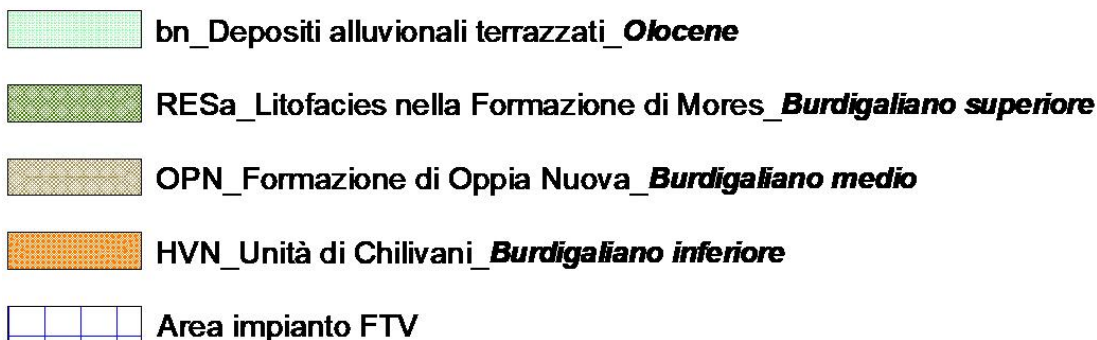 bn_Depositi alluvionali terrazzati_Olocene
RESa_Litofacies nella Formazione di Mores_Burdigaliano superiore
OPN_Formazione di Oppia Nuova_Burdigaliano medio
HVN_Unità di Chilivani_Burdigaliano inferiore
Area impianto FTV